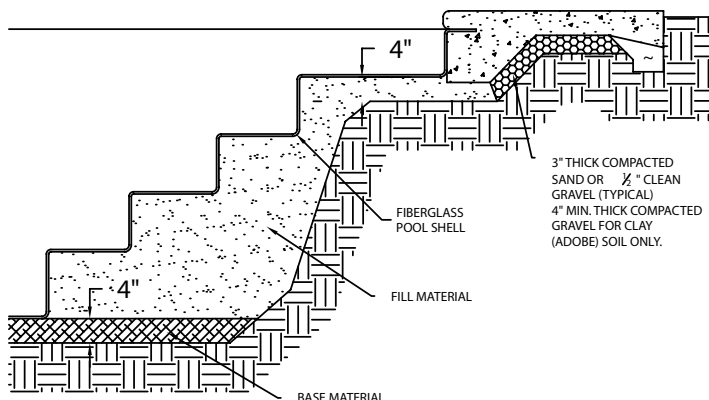 4"
3" THICK COMPACTED
SAND OR ½ " CLEAN
GRAVEL (TYPICAL)
4" MIN. THICK COMPACTED
GRAVEL FOR CLAY
(ADOBE) SOIL ONLY.
FIBERGLASS
POOL SHELL
4"
FILL MATERIAL
BASE MATERIAL